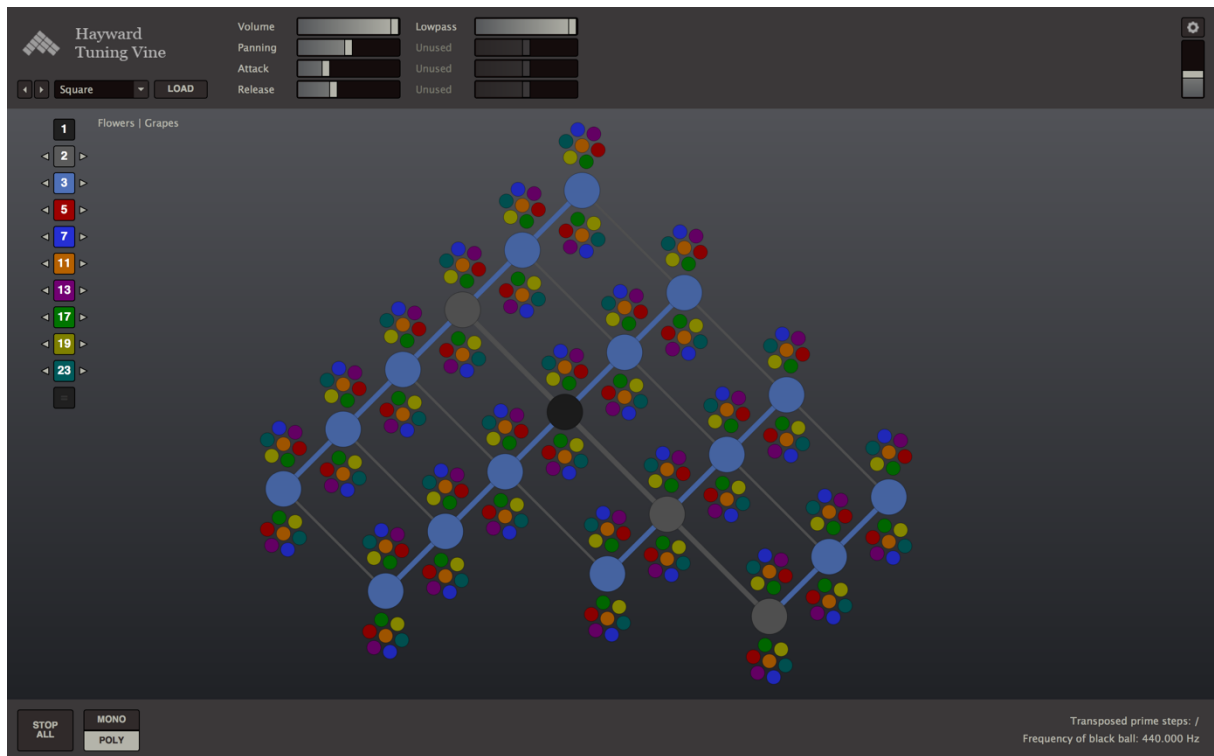 Hayward
Tuning Vine
Volume
Lowpass
Panning
Unused
Attack
Unused
Release
Unused
Square
LOAD
Flowers | Grapes
1
2
3
5
7
11
13
17
19
23
=
STOP
ALL
MONO
POLY
Transposed prime steps: /
Frequency of black ball: 440.000 Hz